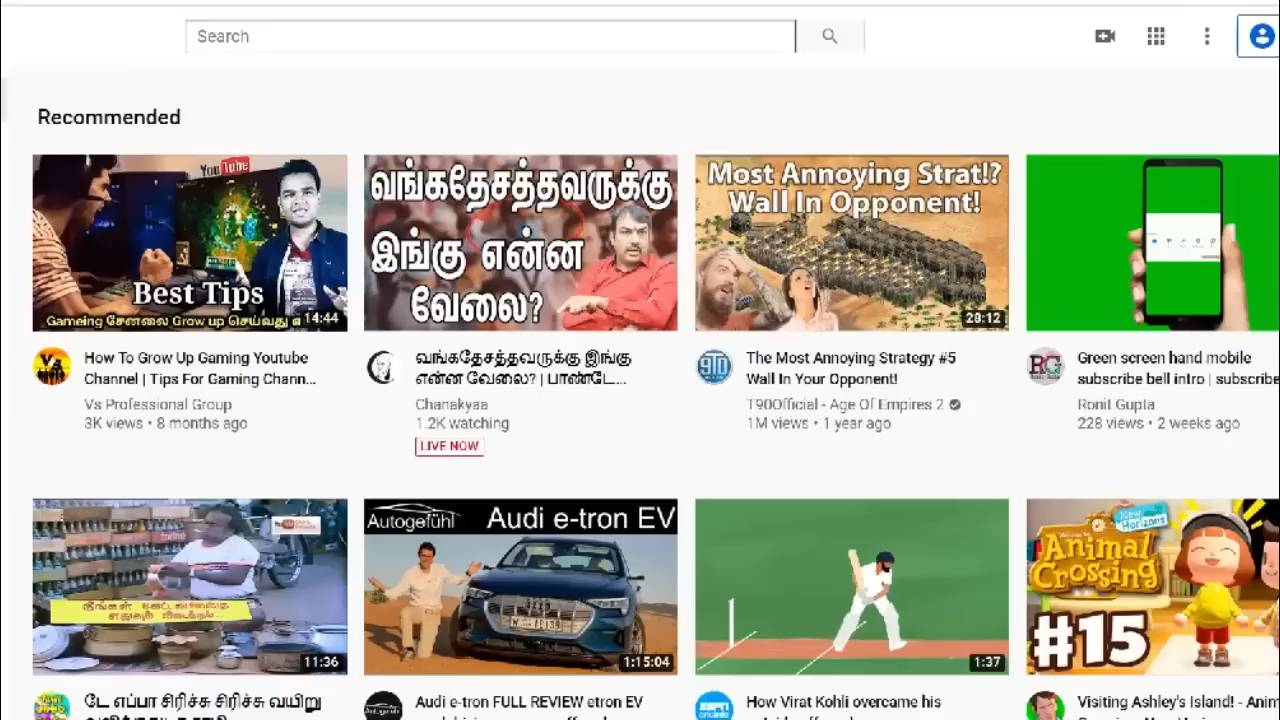 Search
Recommended
YouTube
Best Tips
Gameing சேனலை Grow up செய்வது எ
14:44
வங்கதேசத்தவருக்கு
இங்கு என்ன
வேலை?
Most Annoying Strat!?
Wall In Opponent!
28:12
How To Grow Up Gaming Youtube
Channel | Tips For Gaming Chann...
Vs Professional Group
3K views • 8 months ago
வங்கதேசத்தவருக்கு இங்கு
என்ன வேலை? | பாண்டே...
Chanakyaa
1.2K watching
LIVE NOW
The Most Annoying Strategy #5
Wall In Your Opponent!
T90Official - Age Of Empires 2
1M views • 1 year ago
Green screen hand mobile
subscribe bell intro | subscribe
Ronit Gupta
228 views • 2 weeks ago
11:36
Autogefühl
Audi e-tron EV
1:15:04
1:37
New
Horizons
Animal
Crossing
#15
டே எப்பா சிரிச்சு சிரிச்சு வயிறு
Audi e-tron FULL REVIEW etron EV
How Virat Kohli overcame his
Visiting Ashley's Island! - Anim